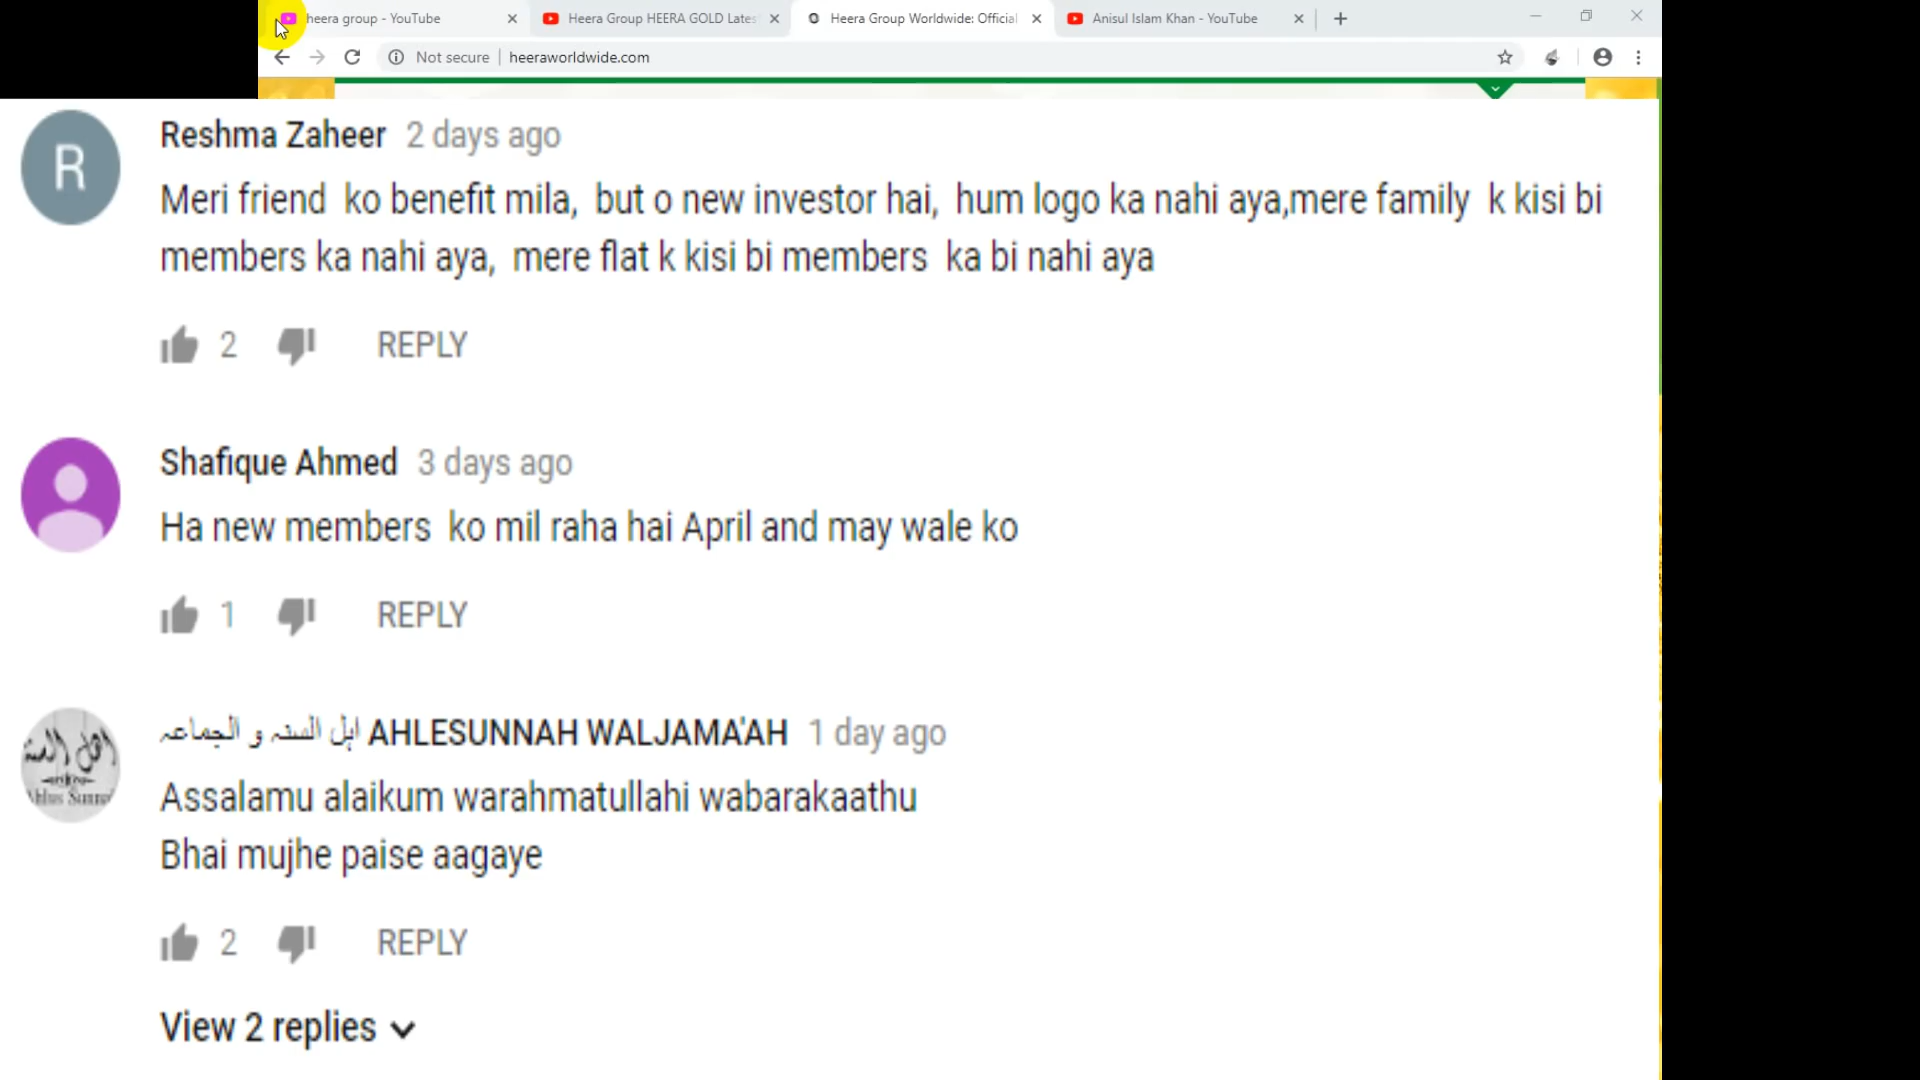 heera group - YouTube
Heera Group HEERA GOLD Lates
Heera Group Worldwide: Official
Anisul Islam Khan - YouTube
Not secure | heeraworldwide.com
R
Reshma Zaheer 2 days ago
Meri friend ko benefit mila, but o new investor hai, hum logo ka nahi aya,mere family k kisi bi
members ka nahi aya, mere flat k kisi bi members ka bi nahi aya
2 REPLY
Shafique Ahmed 3 days ago
Ha new members ko mil raha hai April and may wale ko
1 REPLY
اہل السنہ و الجماعہ AHLESUNNAH WALJAMA'AH 1 day ago
Assalamu alaikum warahmatullahi wabarakaathu
Bhai mujhe paise aagaye
2 REPLY
View 2 replies